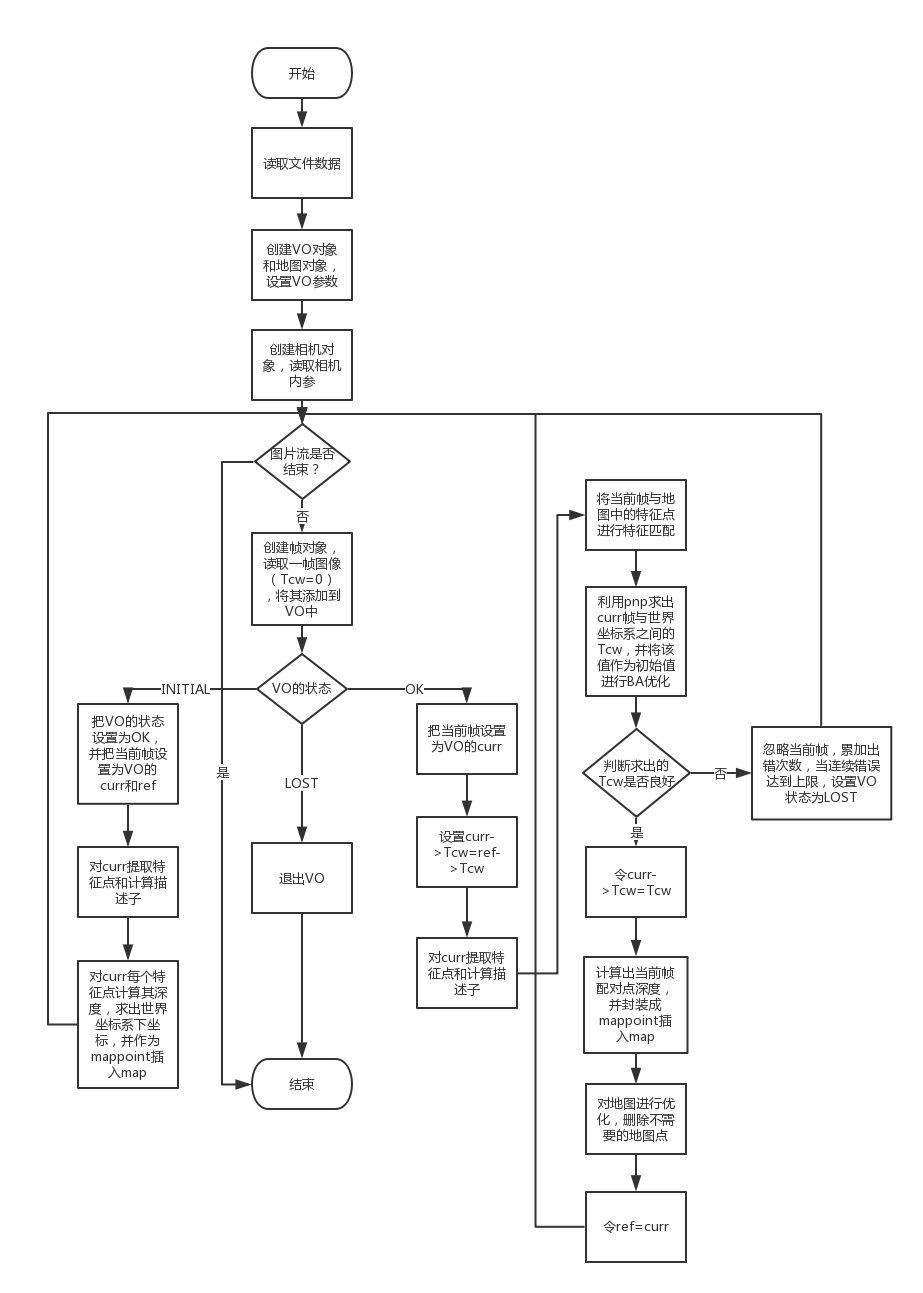 开始
读取文件数据
创建VO对象
和地图对象，
设置VO参数
创建相机对
象，读取相机
内参
图片流是否
结束？
否
创建帧对象，
读取一帧图像
（Tcw=0）
，将其添加到
VO中
VO的状态
INITIAL
OK
LOST
是
把VO的状态
设置为OK，
并把当前帧设
置为VO的
curr和ref
对curr提取特
征点和计算描
述子
对curr每个特
征点计算其深
度，求出世界
坐标系下坐
标，并作为
mappoint插
入map
退出VO
结束
把当前帧设置
为VO的curr
设置curr-
>Tcw=ref-
>Tcw
对curr提取特
征点和计算描
述子
将当前帧与地
图中的特征点
进行特征匹配
利用pnp求出
curr帧与世界
坐标系之间的
Tcw，并将该
值作为初始值
进行BA优化
判断求出的
Tcw是否良好
否
忽略当前帧，累加出
错次数，当连续错误
达到上限，设置VO
状态为LOST
是
令curr-
>Tcw=Tcw
计算出当前帧
配对点深度，
并封装成
mappoint插
入map
对地图进行优
化，删除不需
要的地图点
令ref=curr